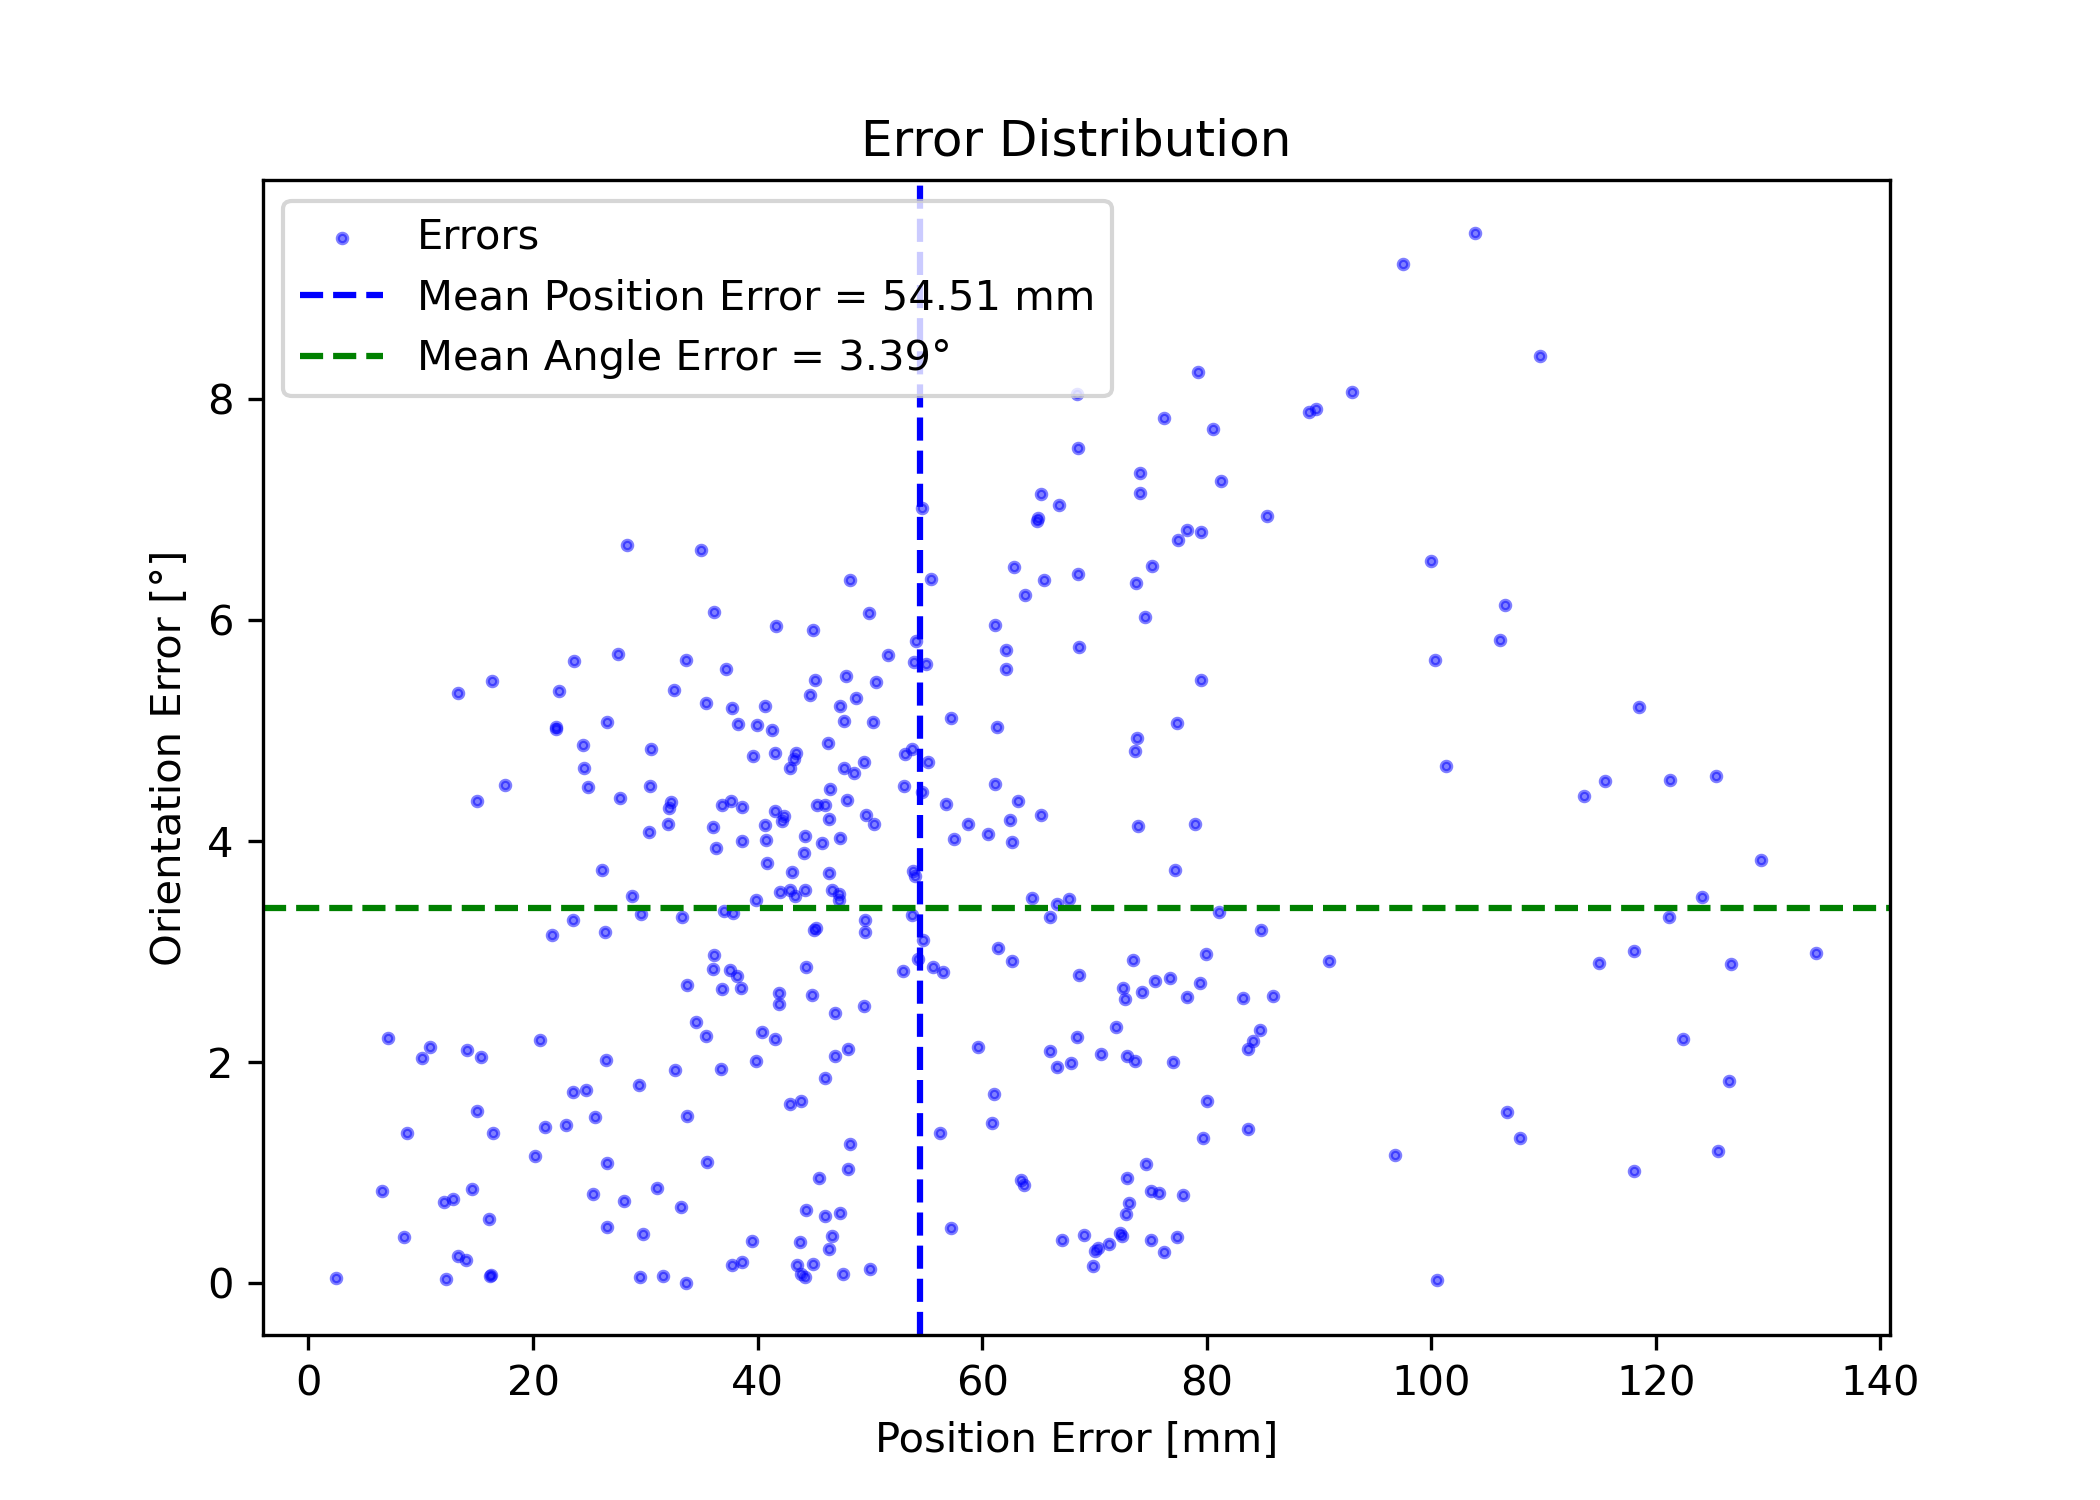 Error Distribution
Errors
Mean Position Error = 54.51 mm
Mean Angle Error = 3.39°
8
6
4
2
0
Orientation Error [°]
0 20 40 60 80 100 120 140
Position Error [mm]